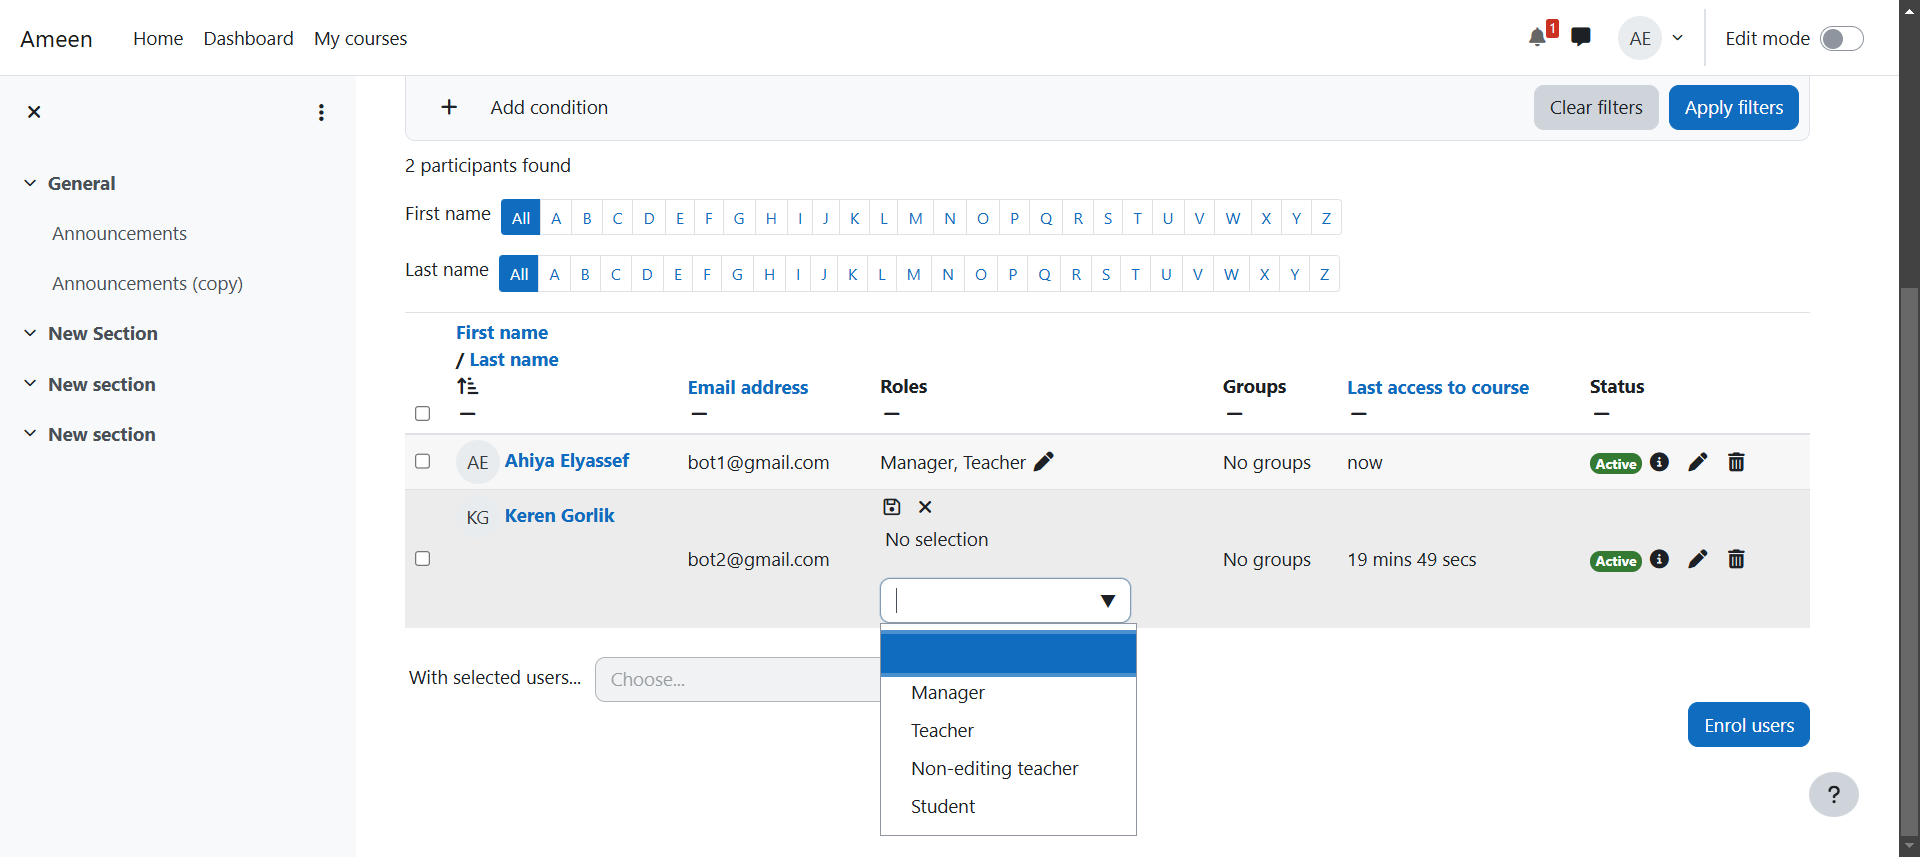 Ameen Home Dashboard My courses 1 AE Edit mode
Add condition Clear filters Apply filters
General
Announcements
Announcements (copy)
New Section
New section
New section
2 participants found
First name All A B C D E F G H I J K L M N O P Q R S T U V W X Y Z
Last name All A B C D E F G H I J K L M N O P Q R S T U V W X Y Z
First name
/ Last name
Email address Roles Groups Last access to course Status
AE Ahiya Elyassef bot1@gmail.com Manager, Teacher No groups now Active
KG Keren Gorlik
No selection
bot2@gmail.com No groups 19 mins 49 secs Active
With selected users... Choose...
Manager
Teacher
Non-editing teacher
Student
Enrol users
?